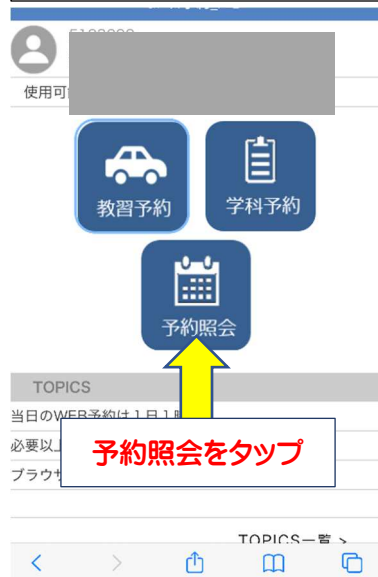 使用可
教習予約
学科予約
予約照会
TOPICS
当日のWEB予約は1日1
予約照会をタップ
必要以上
ブラウザ
TOPICS一覧 >